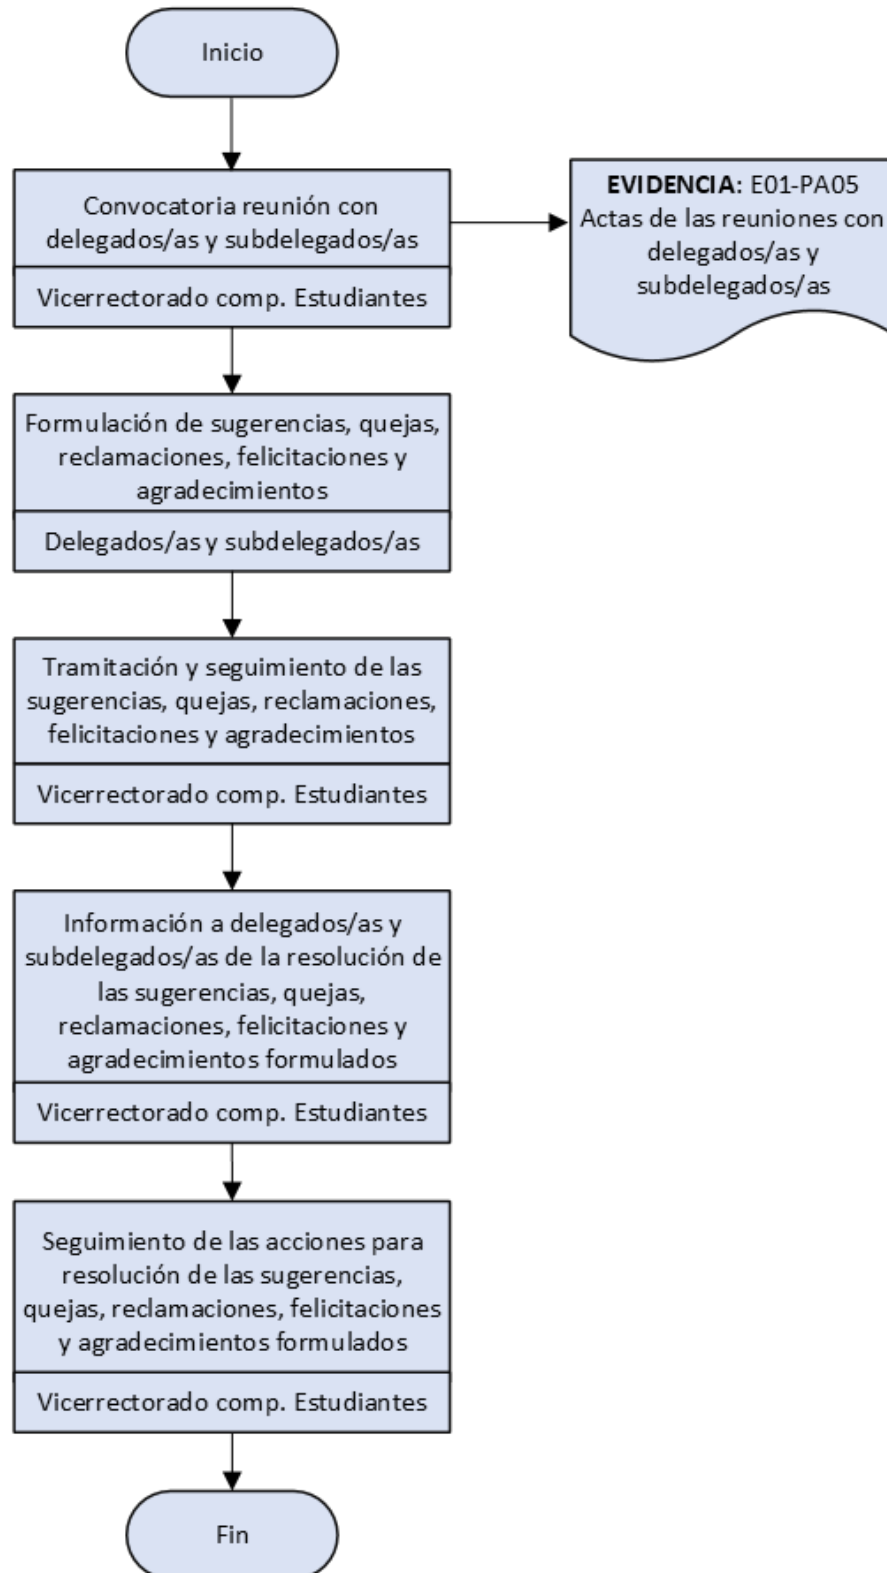 Inicio
Convocatoria reunión con
delegados/as y subdelegados/as
Vicerrectorado comp. Estudiantes
EVIDENCIA: E01-PA05
Actas de las reuniones con
delegados/as y
subdelegados/as
Formulación de sugerencias, quejas,
reclamaciones, felicitaciones y
agradecimientos
Delegados/as y subdelegados/as
Tramitación y seguimiento de las
sugerencias, quejas, reclamaciones,
felicitaciones y agradecimientos
Vicerrectorado comp. Estudiantes
Información a delegados/as y
subdelegados/as de la resolución de
las sugerencias, quejas,
reclamaciones, felicitaciones y
agradecimientos formulados
Vicerrectorado comp. Estudiantes
Seguimiento de las acciones para
resolución de las sugerencias,
quejas, reclamaciones, felicitaciones
y agradecimientos formulados
Vicerrectorado comp. Estudiantes
Fin